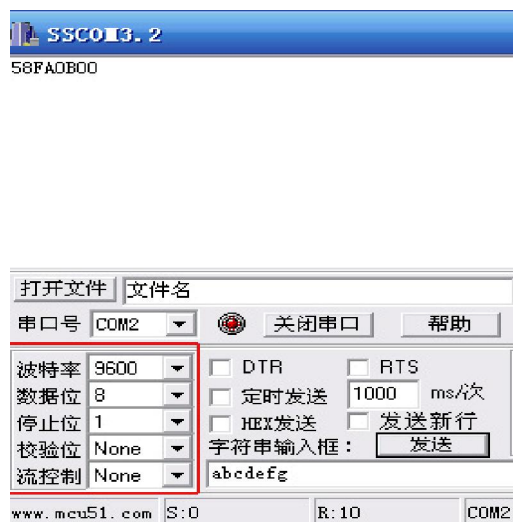 SSCOM3.2
58FA0B00
打开文件 文件名
串口号 COM2 关闭串口 帮助
波特率 9600 DTR RTS
数据位 8 定时发送 1000 ms/次
停止位 1 HEX发送 发送新行
校验位 None 字符串输入框： 发送
流控制 None abcdefg
www.mcu51.com S:0 R:10 COM2